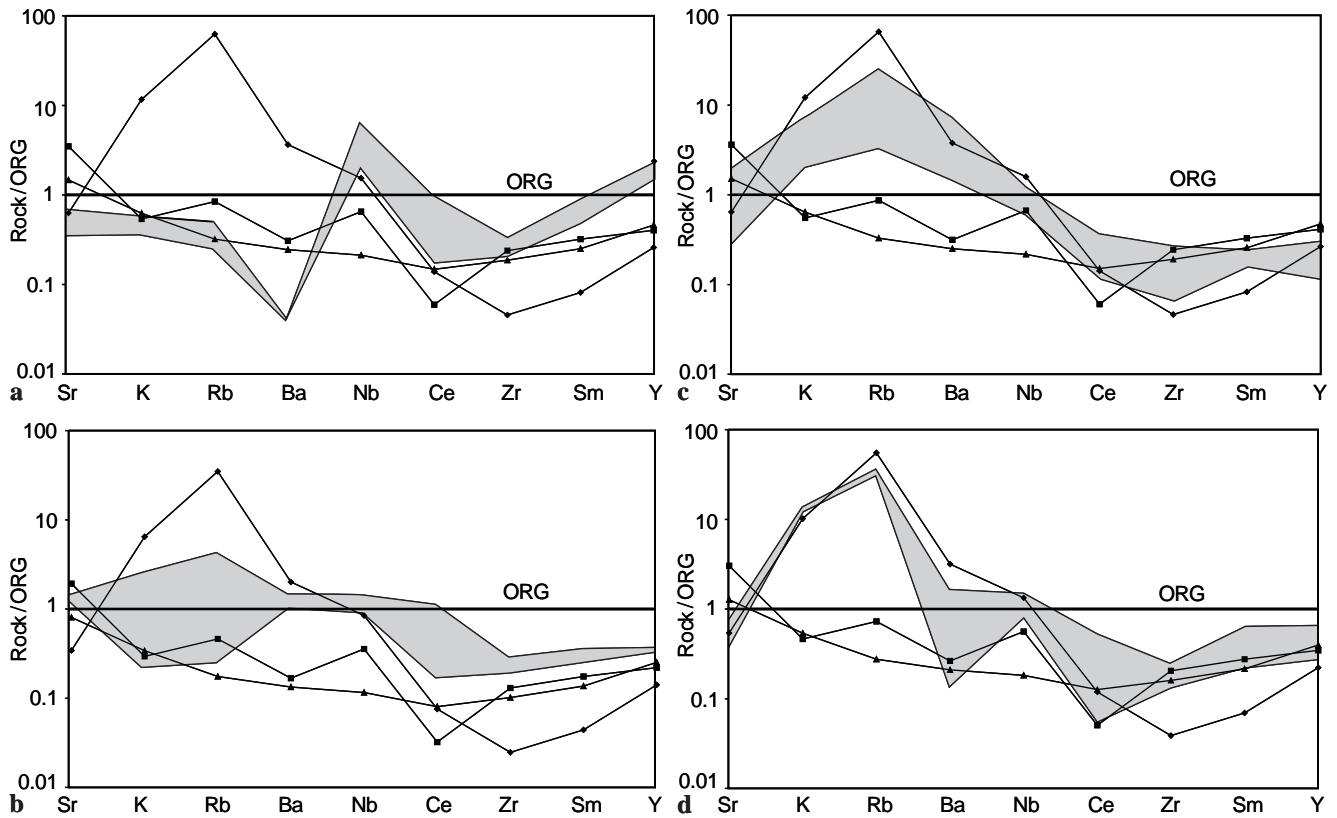 100
10
1
0.1
0.01
Rock/ORG
ORG
Sr K Rb Ba Nb Ce Zr Sm Y
a
100
10
1
0.1
0.01
Rock/ORG
ORG
Sr K Rb Ba Nb Ce Zr Sm Y
c
100
10
1
0.1
0.01
Rock/ORG
ORG
Sr K Rb Ba Nb Ce Zr Sm Y
b
100
10
1
0.1
0.01
Rock/ORG
ORG
Sr K Rb Ba Nb Ce Zr Sm Y
d